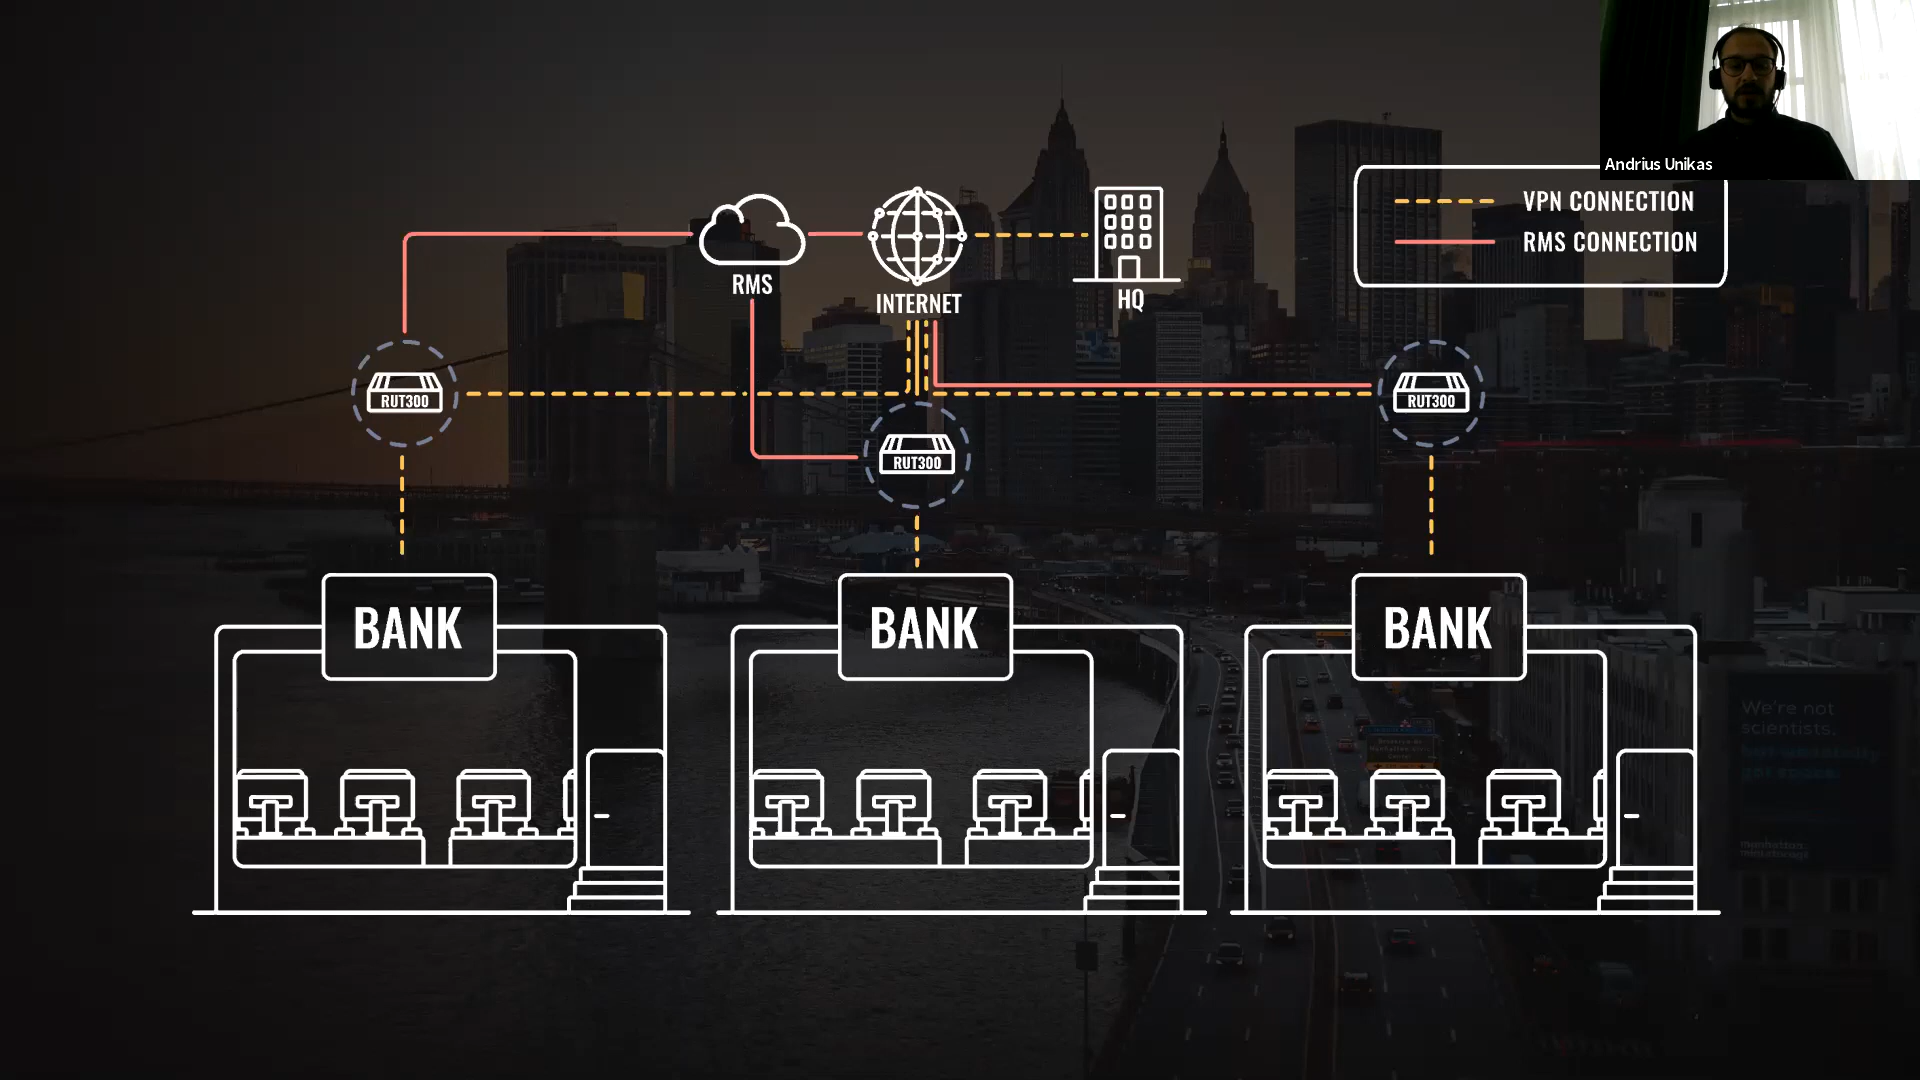 Andrius Unikas
VPN CONNECTION
RMS CONNECTION
RMS
INTERNET
HQ
RUT300
RUT300
RUT300
BANK
BANK
BANK
We're not
scientists.